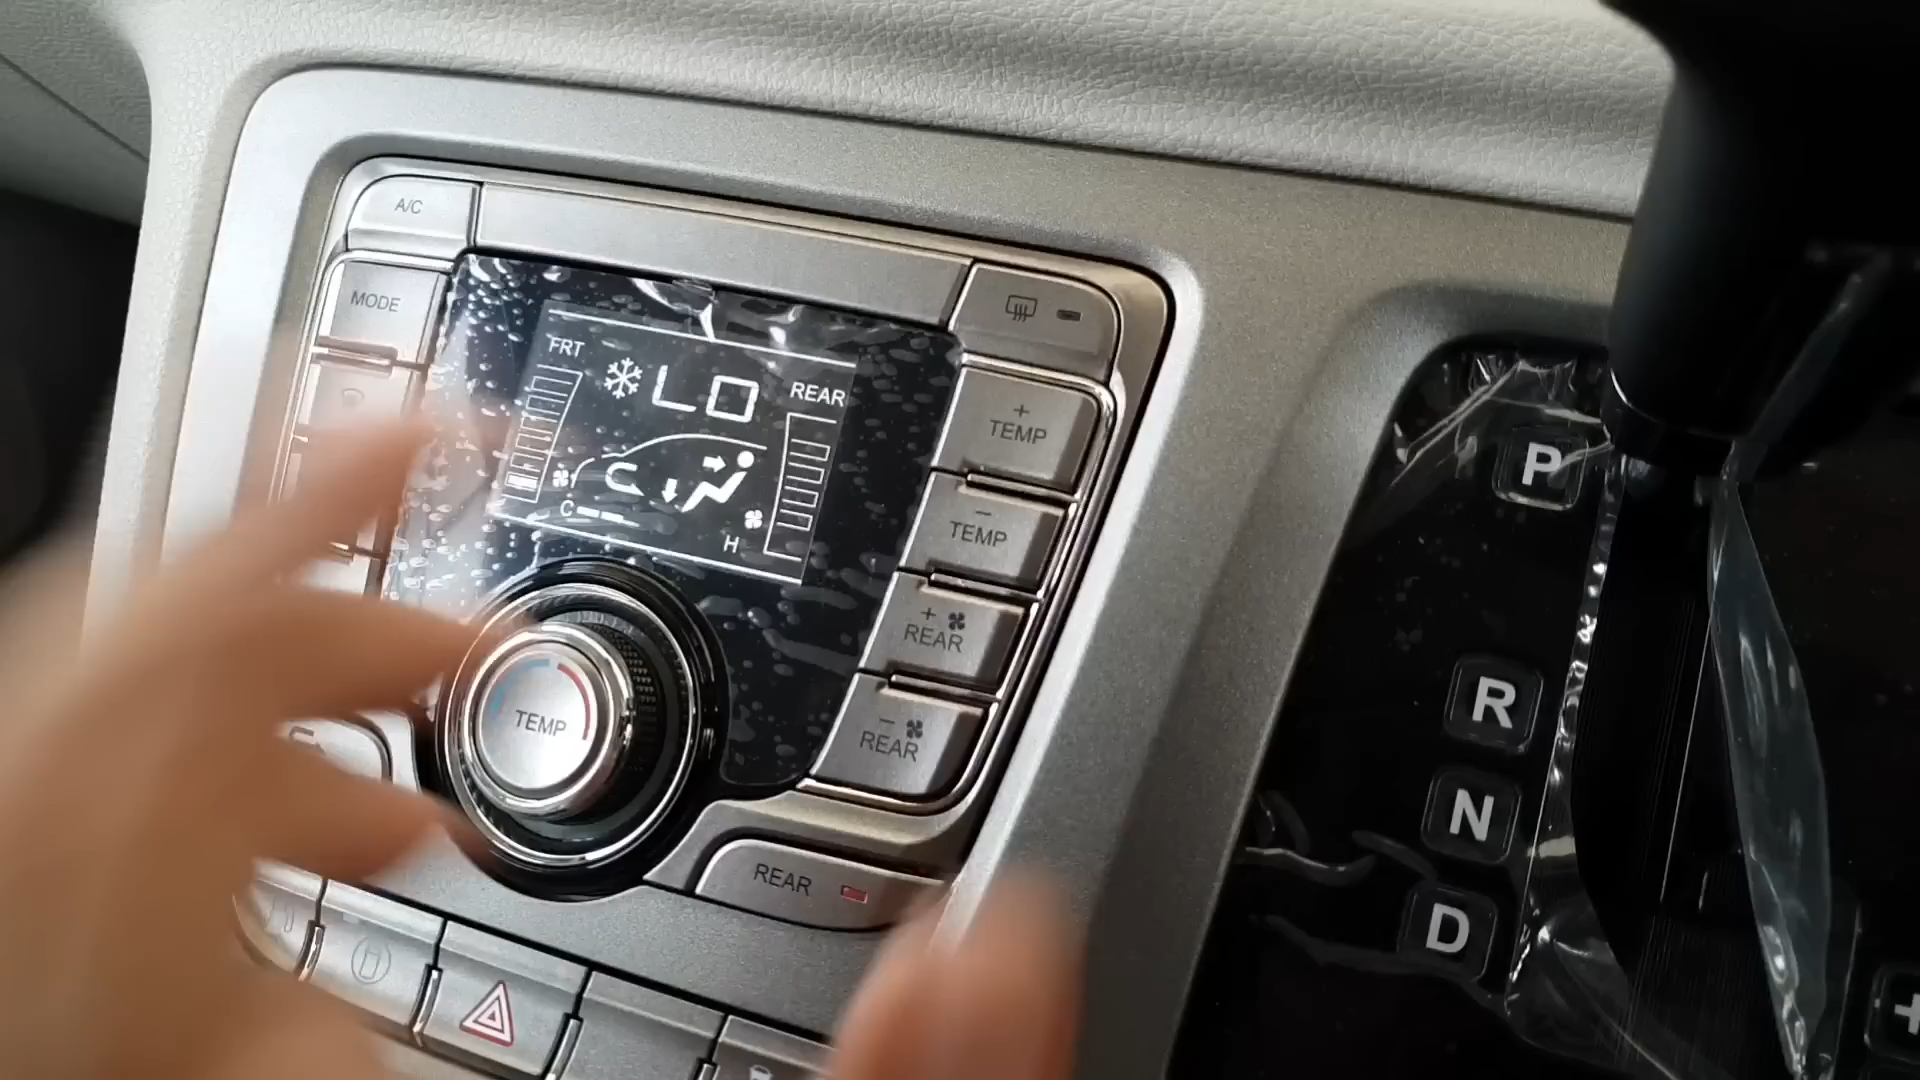 A/C
MODE
FRT
LO
REAR
C
H
+
TEMP
−
TEMP
+
REAR
−
REAR
TEMP
REAR
P
R
N
D
+